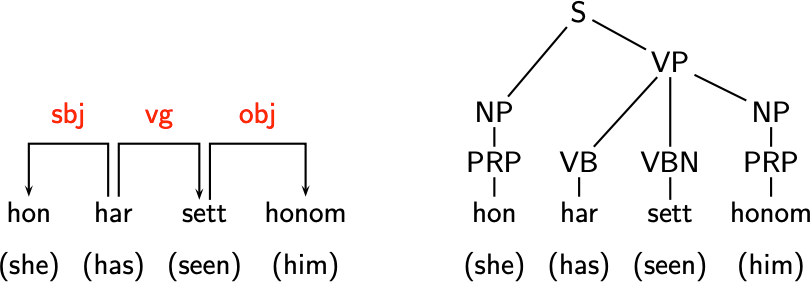 sbj vg obj
hon har sett honom
(she) (has) (seen) (him)
S
VP
NP NP
PRP VB VBN PRP
hon har sett honom
(she) (has) (seen) (him)